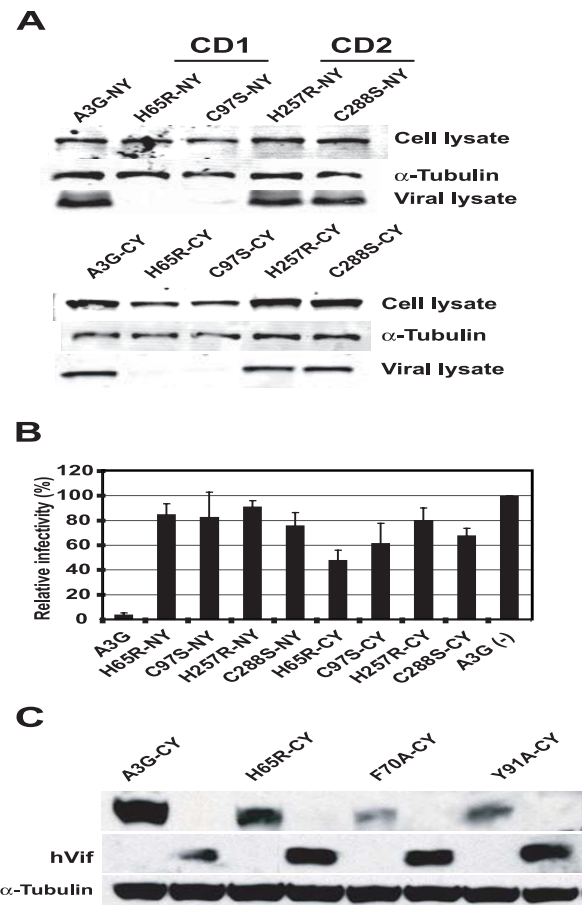 A
CD1 CD2
A3G-NY H65R-NY C97S-NY H257R-NY C288S-NY
Cell lysate
α-Tubulin
Viral lysate
A3G-CY H65R-CY C97S-CY H257R-CY C288S-CY
Cell lysate
α-Tubulin
Viral lysate
B
Relative infectivity (%)
120
100
80
60
40
20
0
A3G H65R-NY C97S-NY H257R-NY C288S-NY H65R-CY C97S-CY H257R-CY C288S-CY A3G (-)
C
A3G-CY H65R-CY F70A-CY Y91A-CY
hVif
α-Tubulin